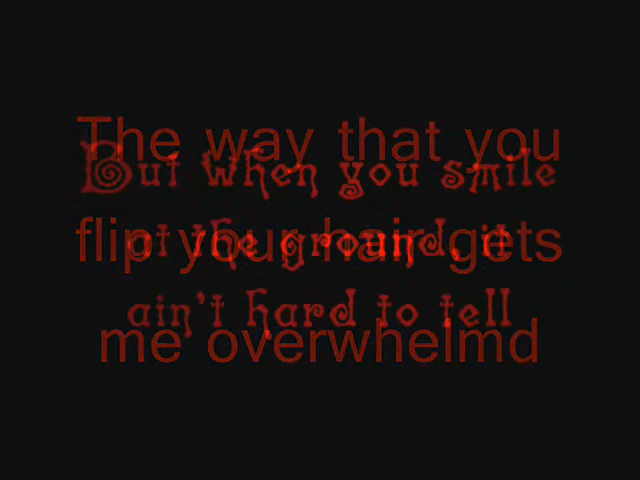 The way that you
But when you smile
flip your hair gets
at the ground, it
ain't hard to tell
me overwhelmd